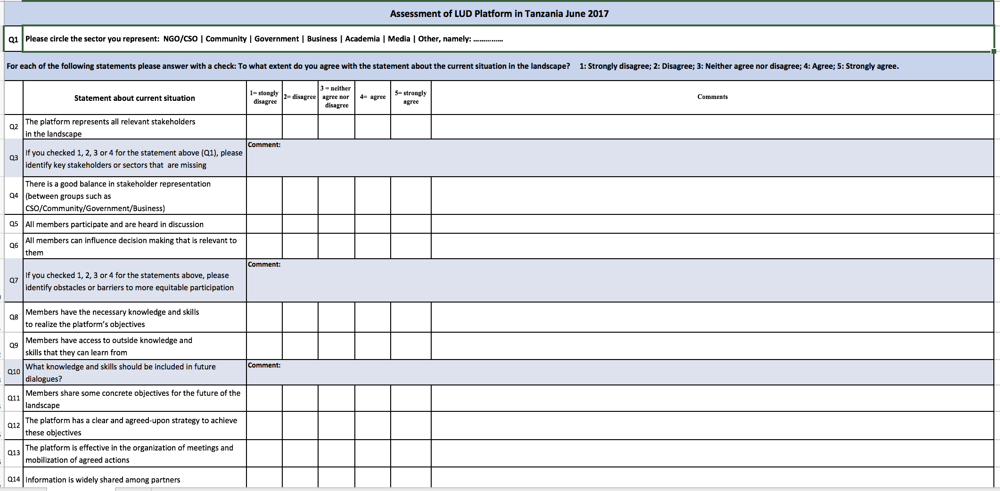 Assessment of LUD Platform in Tanzania June 2017
Q1 Please circle the sector you represent: NGO/CSO | Community | Government | Business | Academia | Media | Other, namely: ...............
For each of the following statements please answer with a check: To what extent do you agree with the statement about the current situation in the landscape? 1: Strongly disagree; 2: Disagree; 3: Neither agree nor disagree; 4: Agree; 5: Strongly agree.
Statement about current situation
1= stongly
disagree
2= disagree
3 = neither
agree nor
disagree
4= agree
5= strongly
agree
Comments
Q2
The platform represents all relevant stakeholders
in the landscape
Q3
If you checked 1, 2, 3 or 4 for the statement above (Q1), please
identify key stakeholders or sectors that are missing
Comment:
Q4
There is a good balance in stakeholder representation
(between groups such as
CSO/Community/Government/Business)
Q5 All members participate and are heard in discussion
Q6
All members can influence decision making that is relevant to
them
Q7
If you checked 1, 2, 3 or 4 for the statements above, please
identify obstacles or barriers to more equitable participation
Comment:
Q8
Members have the necessary knowledge and skills
to realize the platform's objectives
Q9
Members have access to outside knowledge and
skills that they can learn from
Q10
What knowledge and skills should be included in future
dialogues?
Comment:
Q11
Members share some concrete objectives for the future of the
landscape
Q12
The platform has a clear and agreed-upon strategy to achieve
these objectives
Q13
The platform is effective in the organization of meetings and
mobilization of agreed actions
Q14 Information is widely shared among partners